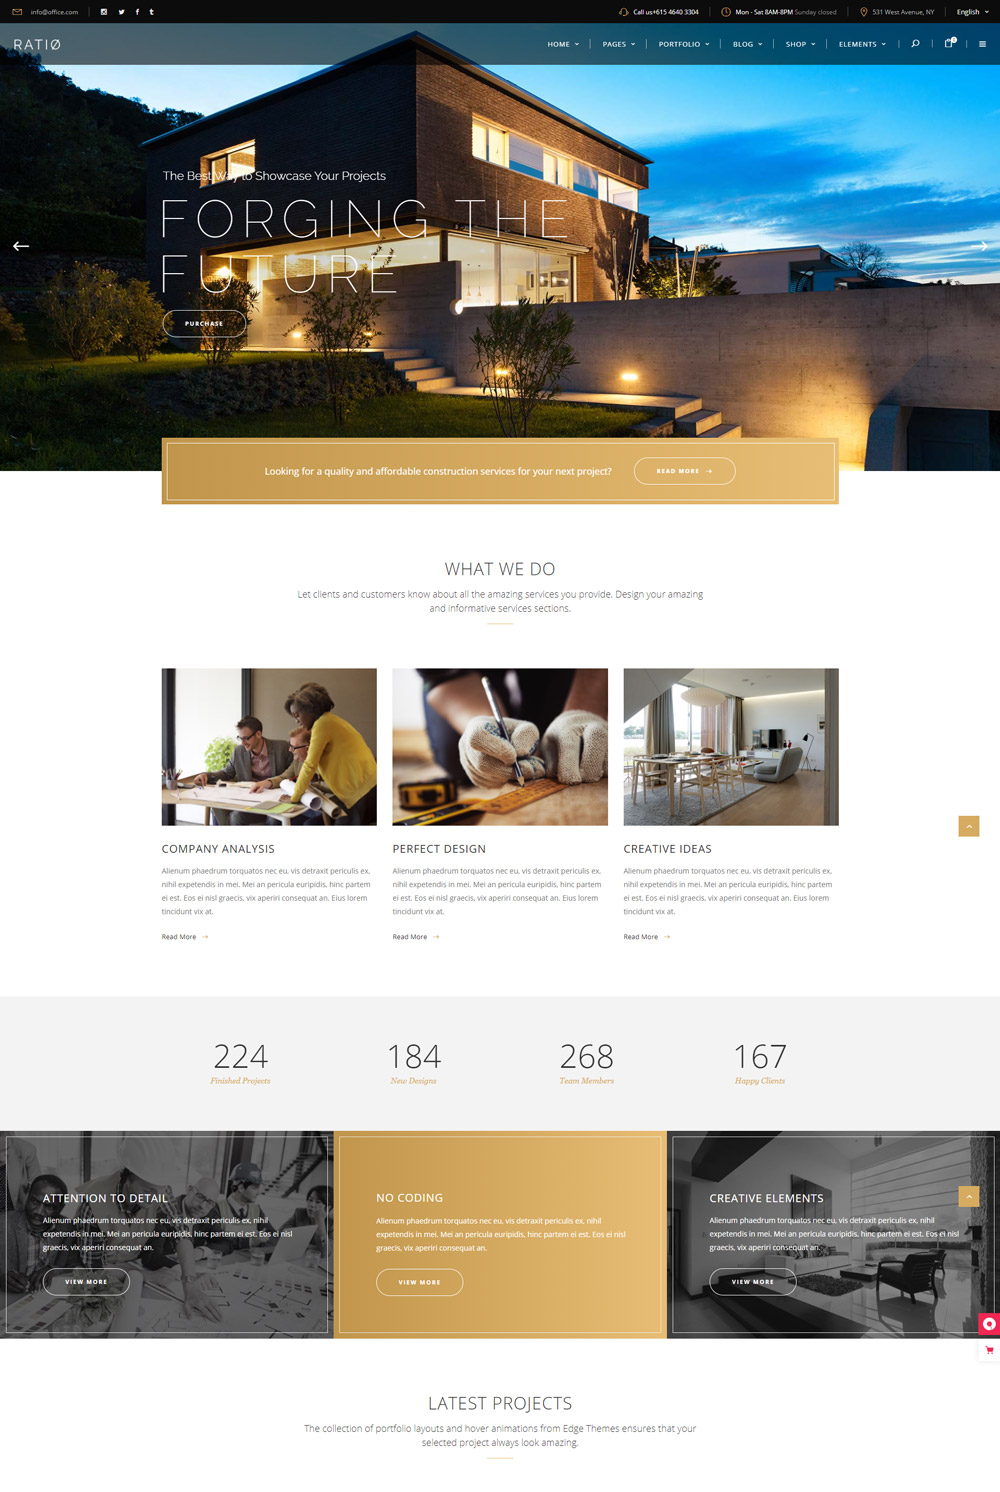 info@office.com
Call us+615 4640 3304
Mon - Sat 8AM-8PM Sunday closed
531 West Avenue, NY
English
RATIØ
HOME
PAGES
PORTFOLIO
BLOG
SHOP
ELEMENTS
0
The Best Way to Showcase Your Projects
FORGING THE
FUTURE
PURCHASE
Looking for a quality and affordable construction services for your next project?
READ MORE
WHAT WE DO
Let clients and customers know about all the amazing services you provide. Design your amazing
and informative services sections.
COMPANY ANALYSIS
Alienum phaedrum torquatos nec eu, vis detraxit periculis ex,
nihil expetendis in mei. Mei an pericula euripidis, hinc partem
ei est. Eos ei nisl graecis, vix aperiri consequat an. Eius lorem
tincidunt vix at.
Read More
PERFECT DESIGN
Alienum phaedrum torquatos nec eu, vis detraxit periculis ex,
nihil expetendis in mei. Mei an pericula euripidis, hinc partem
ei est. Eos ei nisl graecis, vix aperiri consequat an. Eius lorem
tincidunt vix at.
Read More
CREATIVE IDEAS
Alienum phaedrum torquatos nec eu, vis detraxit periculis ex,
nihil expetendis in mei. Mei an pericula euripidis, hinc partem
ei est. Eos ei nisl graecis, vix aperiri consequat an. Eius lorem
tincidunt vix at.
Read More
224
Finished Projects
184
New Designs
268
Team Members
167
Happy Clients
ATTENTION TO DETAIL
Alienum phaedrum torquatos nec eu, vis detraxit periculis ex, nihil
expetendis in mei. Mei an pericula euripidis, hinc partem ei est. Eos ei nisl
graecis, vix aperiri consequat an.
VIEW MORE
NO CODING
Alienum phaedrum torquatos nec eu, vis detraxit periculis ex, nihil
expetendis in mei. Mei an pericula euripidis, hinc partem ei est. Eos ei nisl
graecis, vix aperiri consequat an.
VIEW MORE
CREATIVE ELEMENTS
Alienum phaedrum torquatos nec eu, vis detraxit periculis ex, nihil
expetendis in mei. Mei an pericula euripidis, hinc partem ei est. Eos ei nisl
graecis, vix aperiri consequat an.
VIEW MORE
LATEST PROJECTS
The collection of portfolio layouts and hover animations from Edge Themes ensures that your
selected project always look amazing.